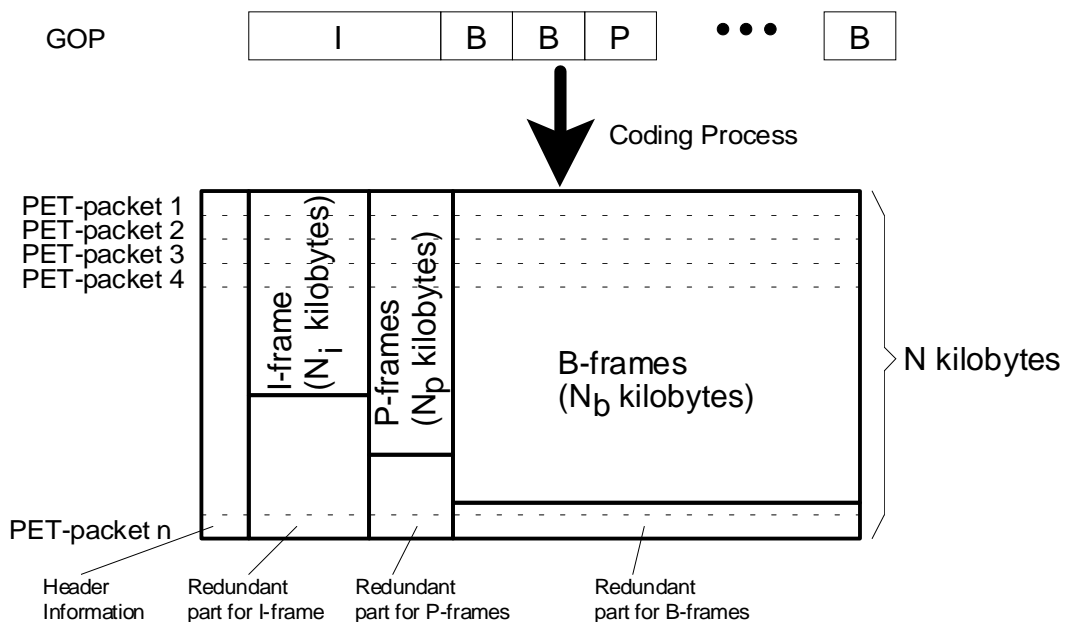 GOP
I B B P ••• B
Coding Process
PET-packet 1
PET-packet 2
PET-packet 3
PET-packet 4
PET-packet n
I-frame
(Ni kilobytes)
P-frames
(Np kilobytes)
B-frames
(Nb kilobytes)
N kilobytes
Header
Information
Redundant
part for I-frame
Redundant
part for P-frames
Redundant
part for B-frames